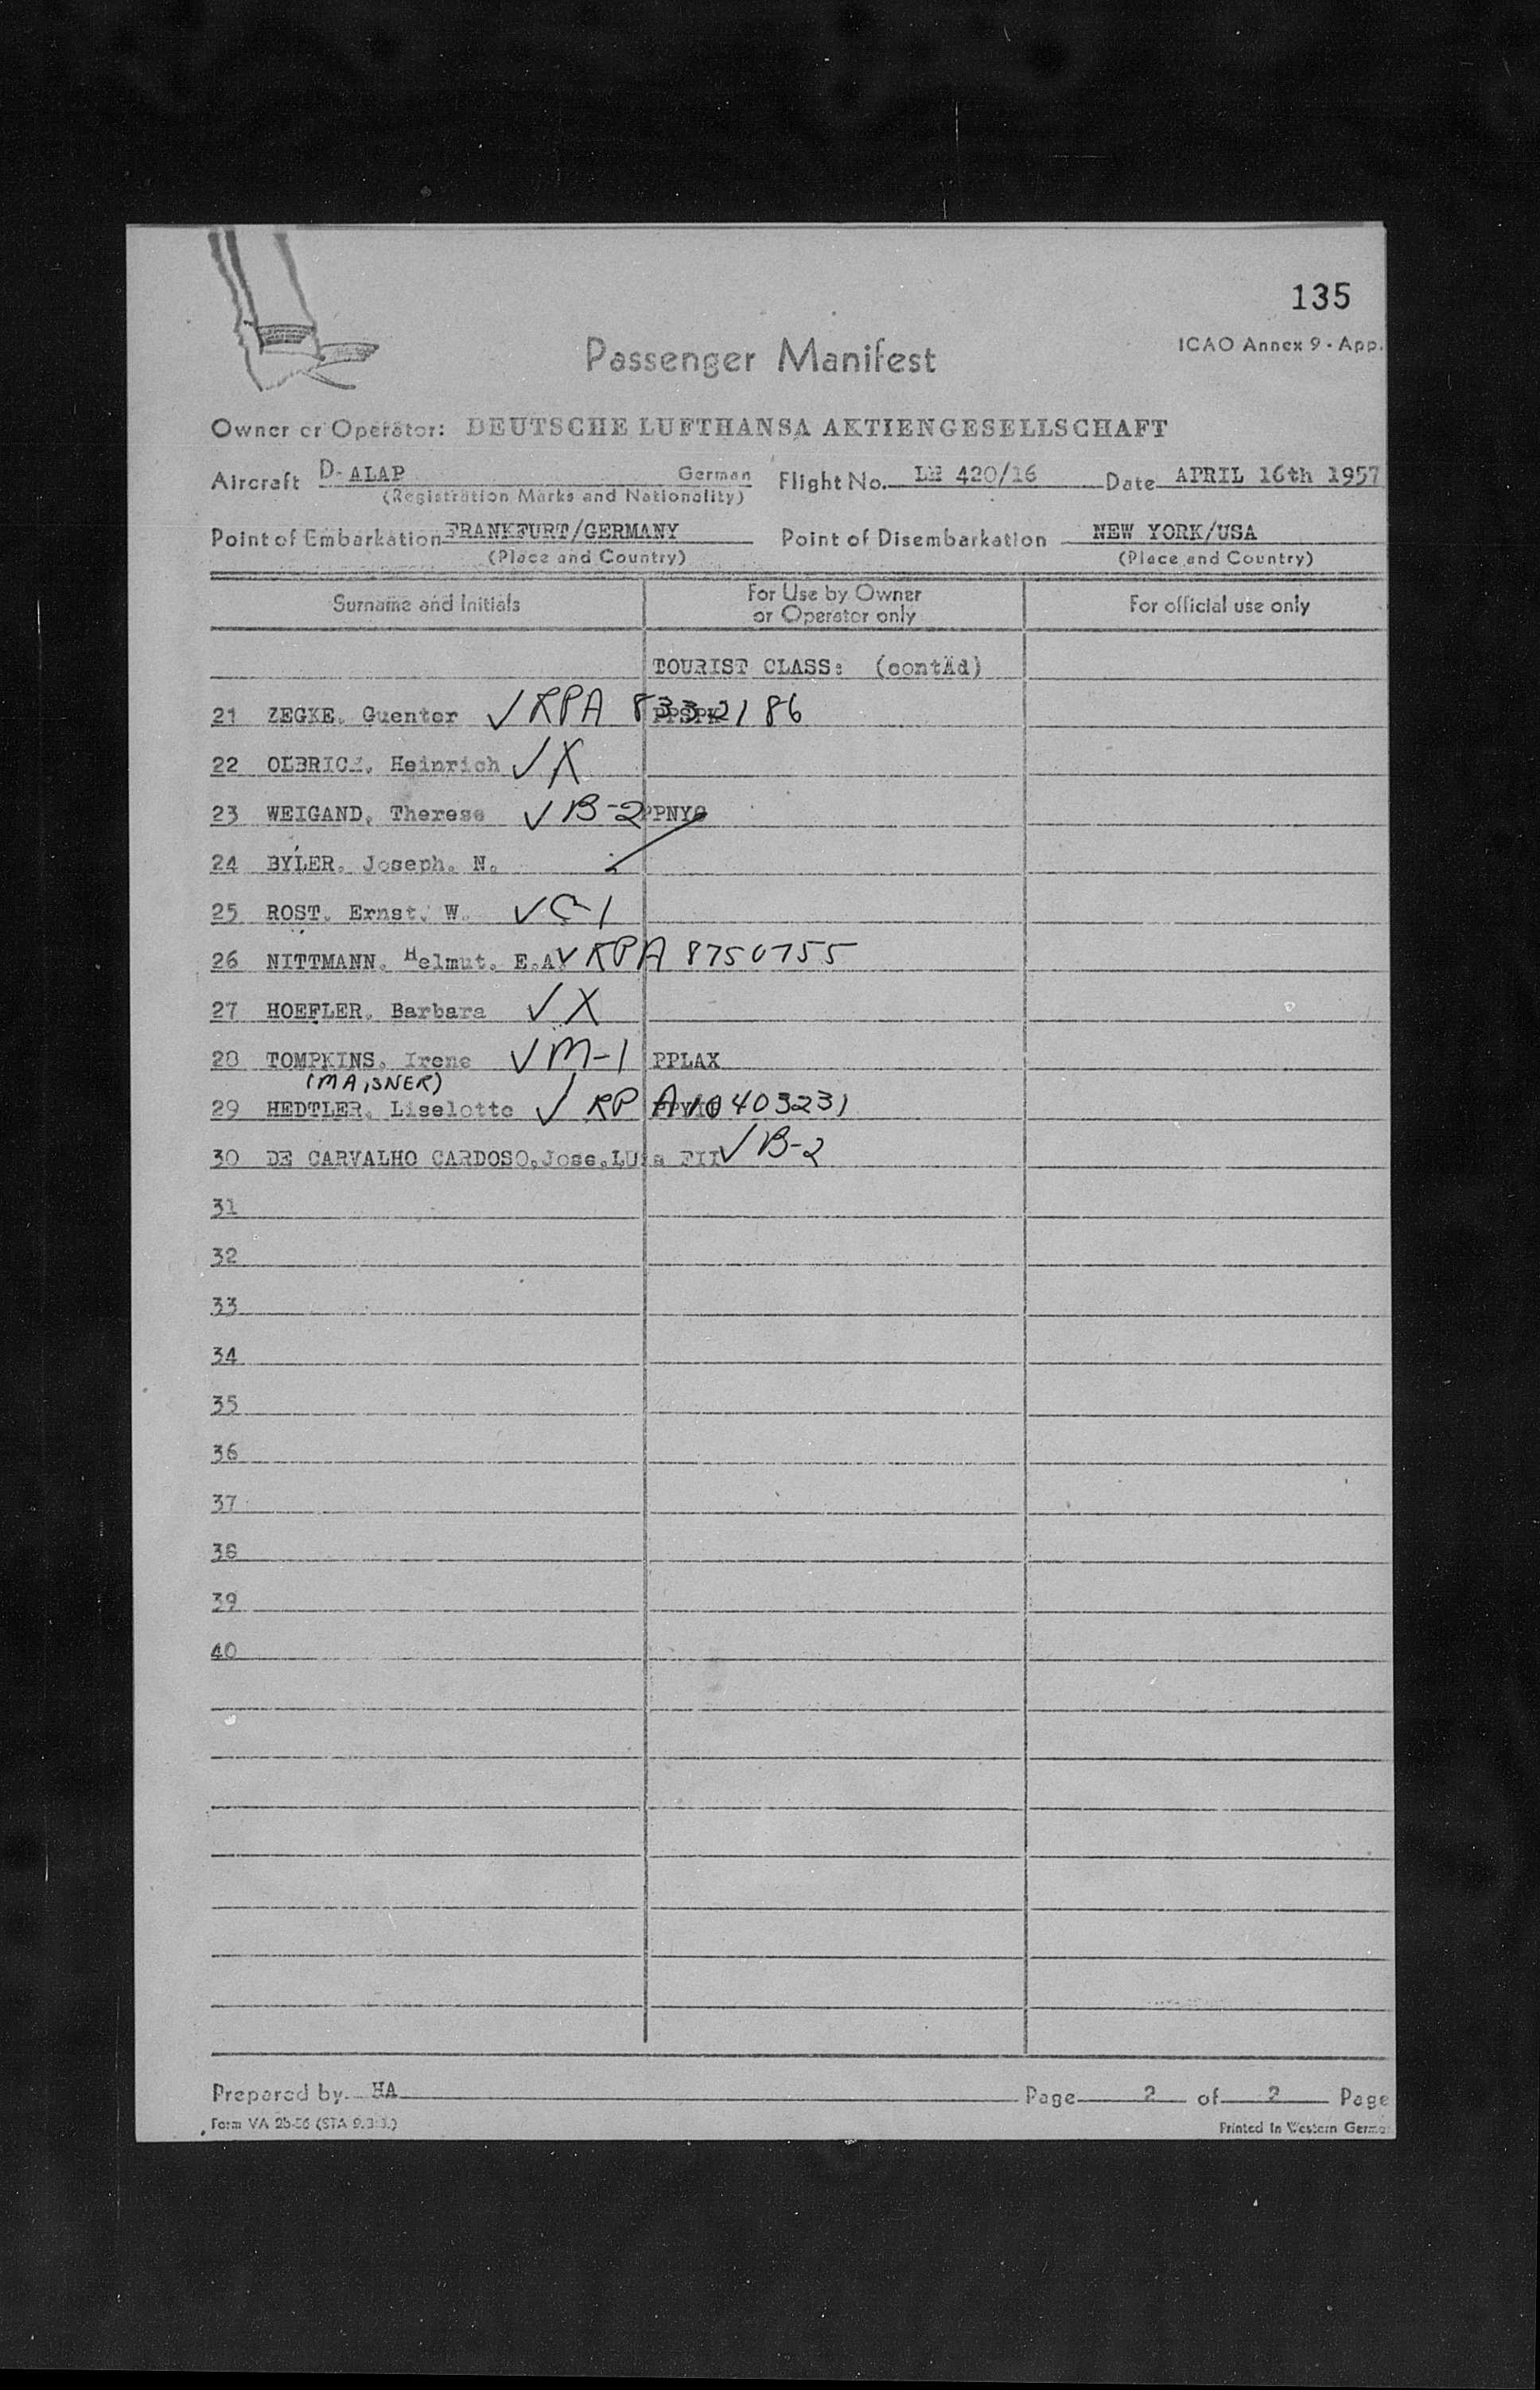 135
ICAO Annex 9 - App.
Passenger Manifest
Owner or Operator: DEUTSCHE LUFTHANSA AKTIENGESELLSCHAFT
Aircraft D-ALAP German Flight No. LH 420/16 Date APRIL 16th 1957
(Registration Marks and Nationality)
Point of Embarkation FRANKFURT/GERMANY Point of Disembarkation NEW YORK/USA
(Place and Country) (Place and Country)
Surname and Initials For Use by Owner or Operator only For official use only
TOURIST CLASS: (contÄd)
21 ZEGKE. Guenter ✓ RPA 8332186
22 OLBRICH. Heinrich ✓ X
23 WEIGAND. Therese ✓ B-2 PPNYC
24 BYLER. Joseph. N.
25 ROST. Ernst. W. ✓ C-1
26 NITTMANN. Helmut. E.A. ✓ RPA 8750755
27 HOEFLER. Barbara ✓ X
28 TOMPKINS. Irene ✓ M-1 PPLAX
(MAISNER)
29 HEDTLER. Liselotte ✓ RP A10403231
30 DE CARVALHO CARDOSO.Jose.LUis FII ✓ B-2
31
32
33
34
35
36
37
38
39
40
Prepared by HA Page 2 of 2 Page
Form VA 2b-56
Printed in Western